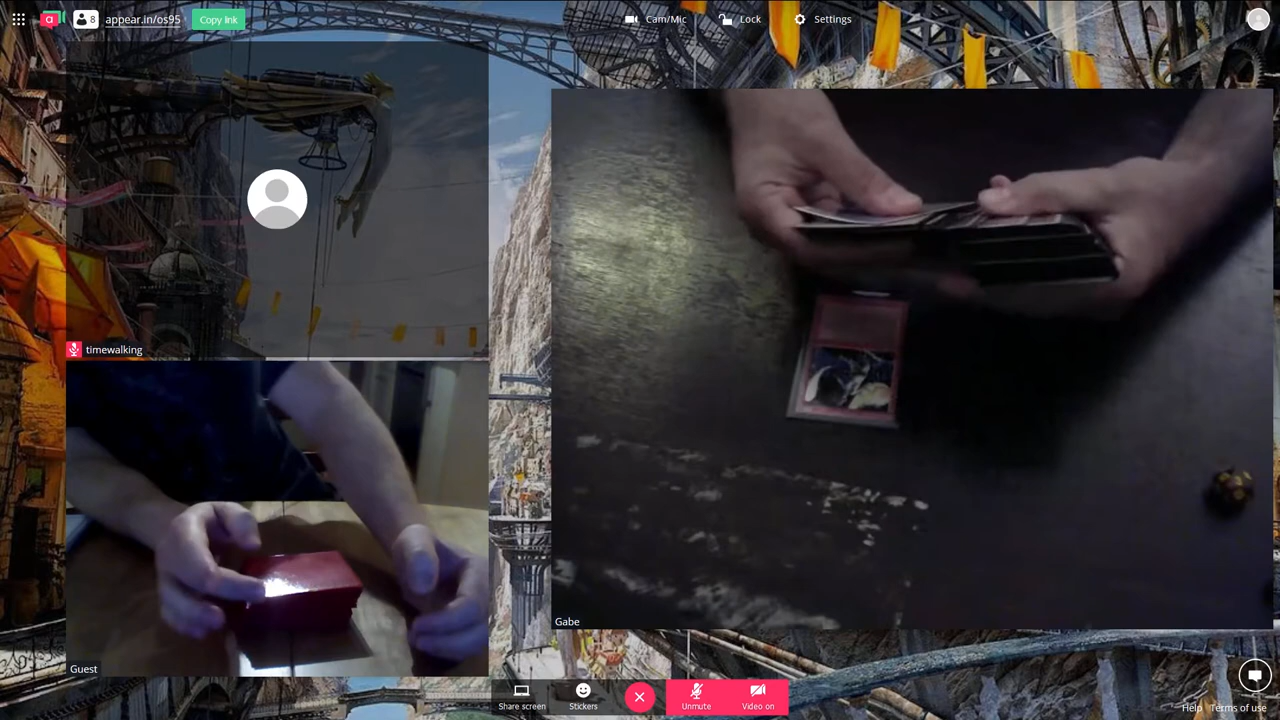 8
appear.in/os95
Copy link
Cam/Mic
Lock
Settings
timewalking
Guest
Gabe
Share screen
Stickers
Unmute
Video on
Help
Terms of use